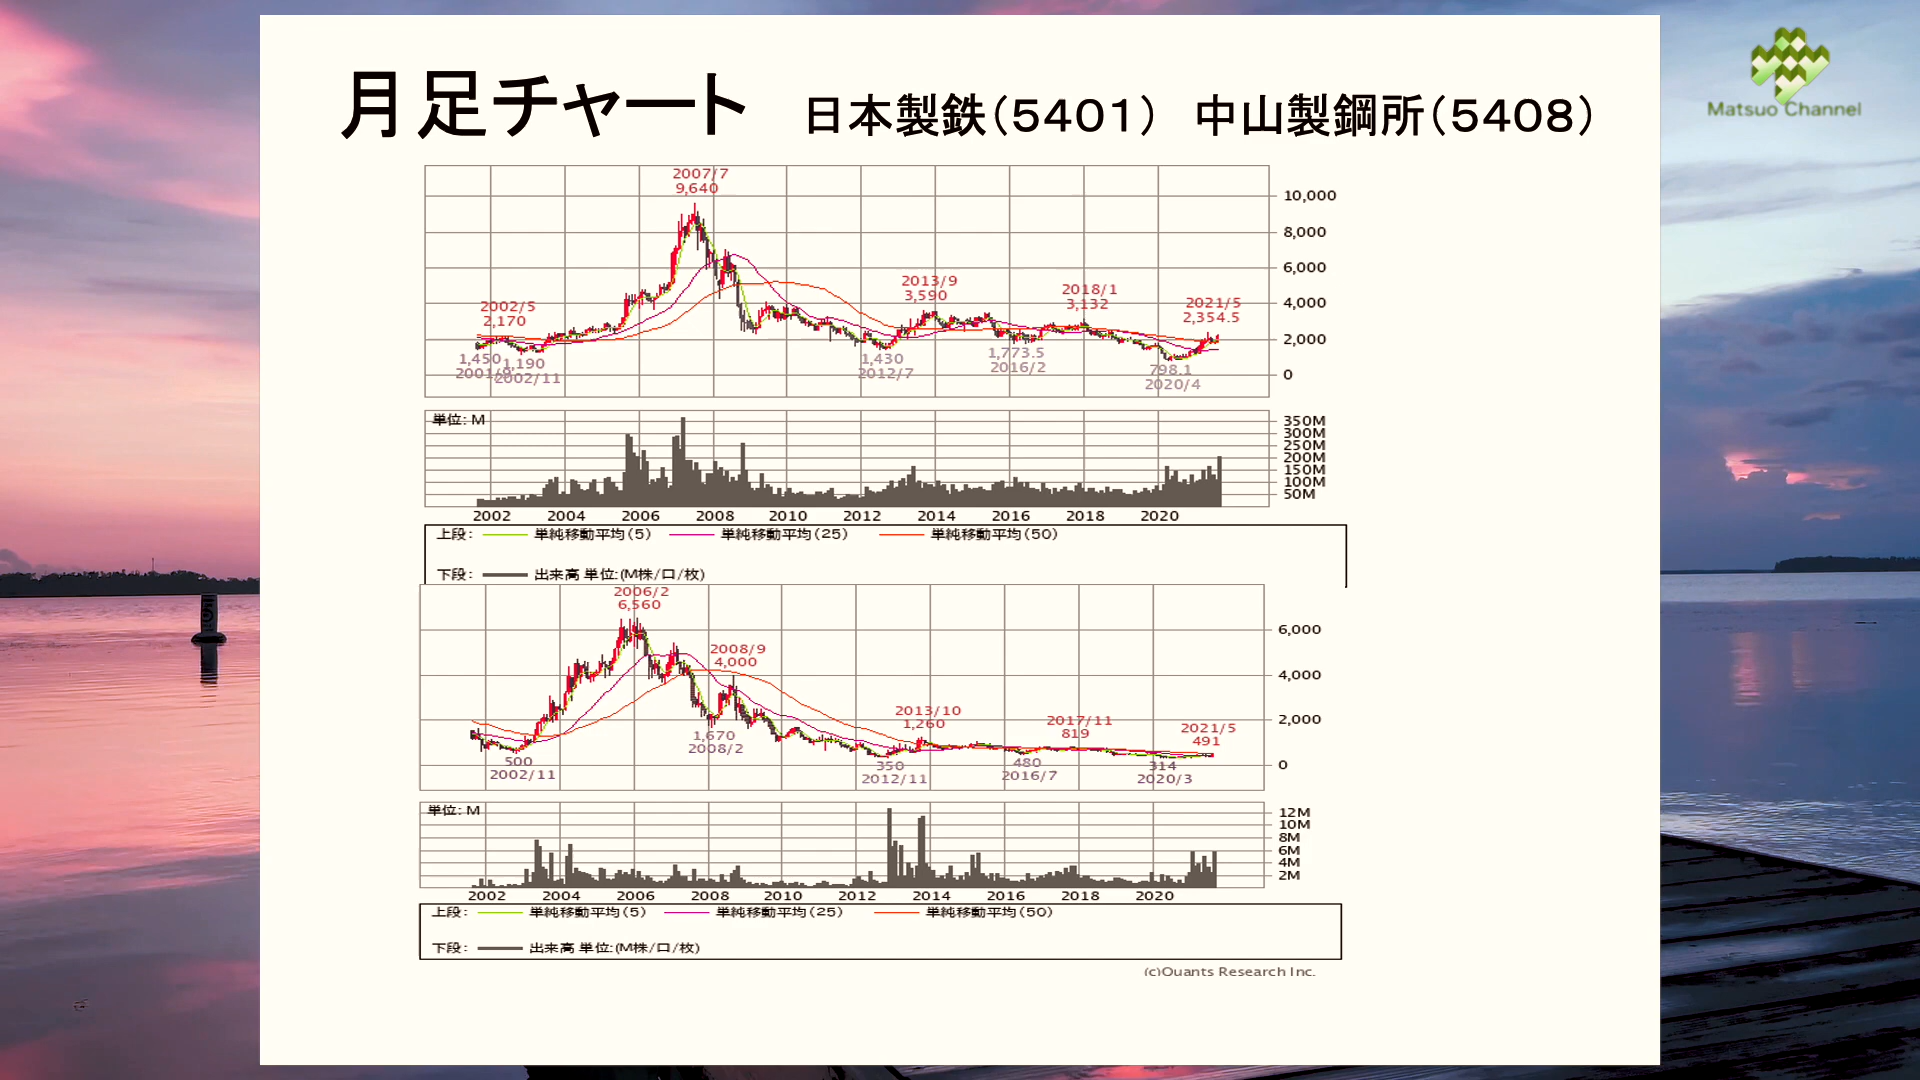 月足チャート 日本製鉄(5401) 中山製鋼所(5408)
Matsuo Channel
2007/7
9,640
10,000
8,000
6,000
2013/9
3,590
2018/1
3,132
2002/5
2,170
2021/5
2,354.5
4,000
2,000
1,450
2001/9
1,190
2002/11
1,430
2012/7
1,773.5
2016/2
798.1
2020/4
0
単位: M
350M
300M
250M
200M
150M
100M
50M
2002 2004 2006 2008 2010 2012 2014 2016 2018 2020
上段: 単純移動平均(5) 単純移動平均(25) 単純移動平均(50)
下段: 出来高 単位:(M株/口/枚)
2006/2
6,560
6,000
2008/9
4,000
4,000
2013/10
1,260
2017/11
819
2021/5
491
2,000
1,670
2008/2
500
2002/11
350
2012/11
480
2016/7
314
2020/3
0
単位: M
12M
10M
8M
6M
4M
2M
2002 2004 2006 2008 2010 2012 2014 2016 2018 2020
上段: 単純移動平均(5) 単純移動平均(25) 単純移動平均(50)
下段: 出来高 単位:(M株/口/枚)
(c)Quants Research Inc.